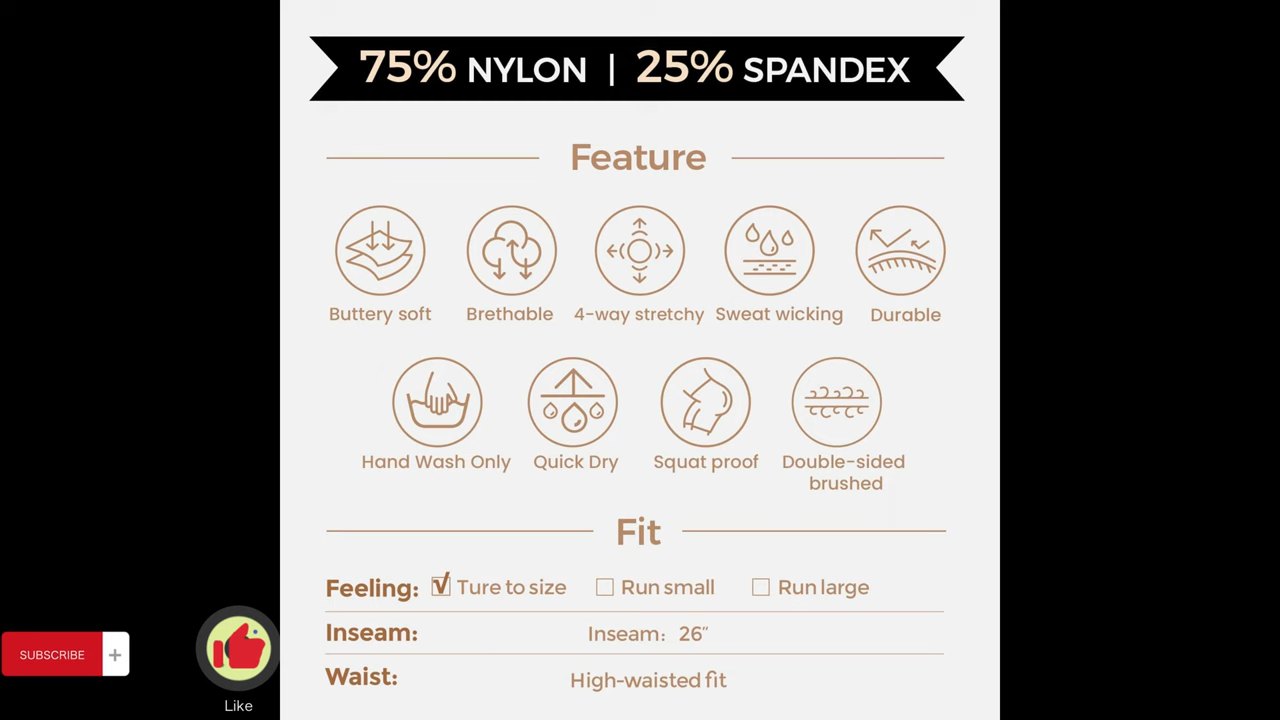 75% NYLON | 25% SPANDEX
Feature
Buttery soft Brethable 4-way stretchy Sweat wicking Durable
Hand Wash Only Quick Dry Squat proof Double-sided
brushed
Fit
Feeling: Ture to size Run small Run large
Inseam: Inseam: 26"
Waist: High-waisted fit
SUBSCRIBE +
Like